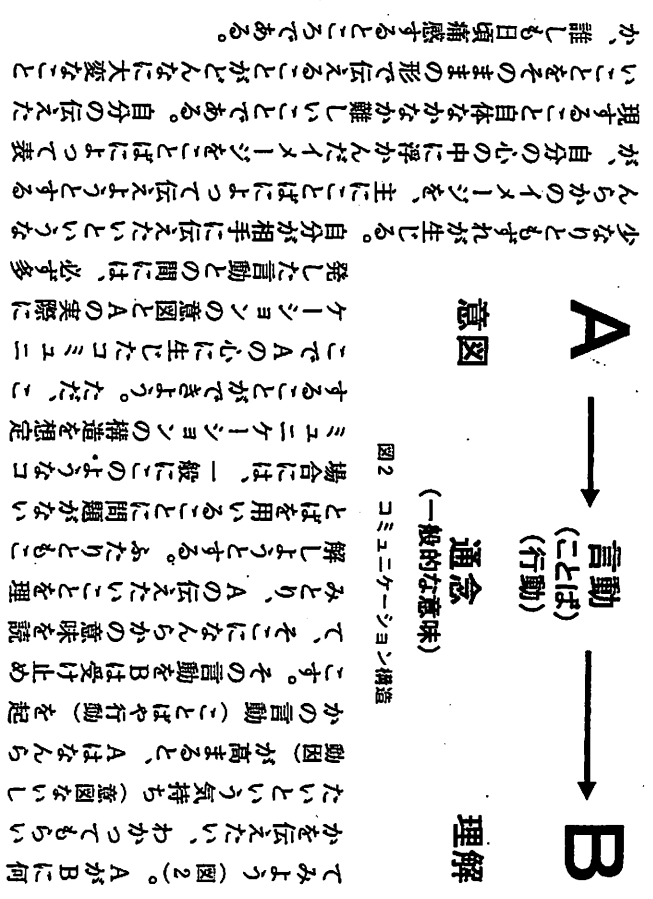 A
言動
(ことば)
(行動)
B
意図
通念
(一般的な意味)
理解
図2 コミュニケーション構造
てみよう(図2)。AがBに何
かを伝えたい、わかってもらい
たいという気持ち(意図ないし
動因)が高まると、Aはなんら
かの言動(ことばや行動)を起
こす。その言動をBは受け止め
て、そこになんらかの意味を読
みとり、Aの伝えたいことを理
解しようとする。ふたりともこ
とばを用いることに問題がない
場合には、一般にこのようなコ
ミュニケーションの構造を想定
することができよう。ただ、こ
こでAの心に生じたコミュニ
ケーションの意図とAの実際に
発した言動との間には、必ず多
少なりともずれが生じる。自分が相手に伝えたいというな
んらかのイメージを、主にことばによって伝えようとする
が、自分の心の中に浮かんだイメージをことばによって表
現すること自体なかなか難しいことである。自分の伝えた
いことをそのままの形で伝えることがどんなに大変なこと
か、誰しも日頃痛感するところである。